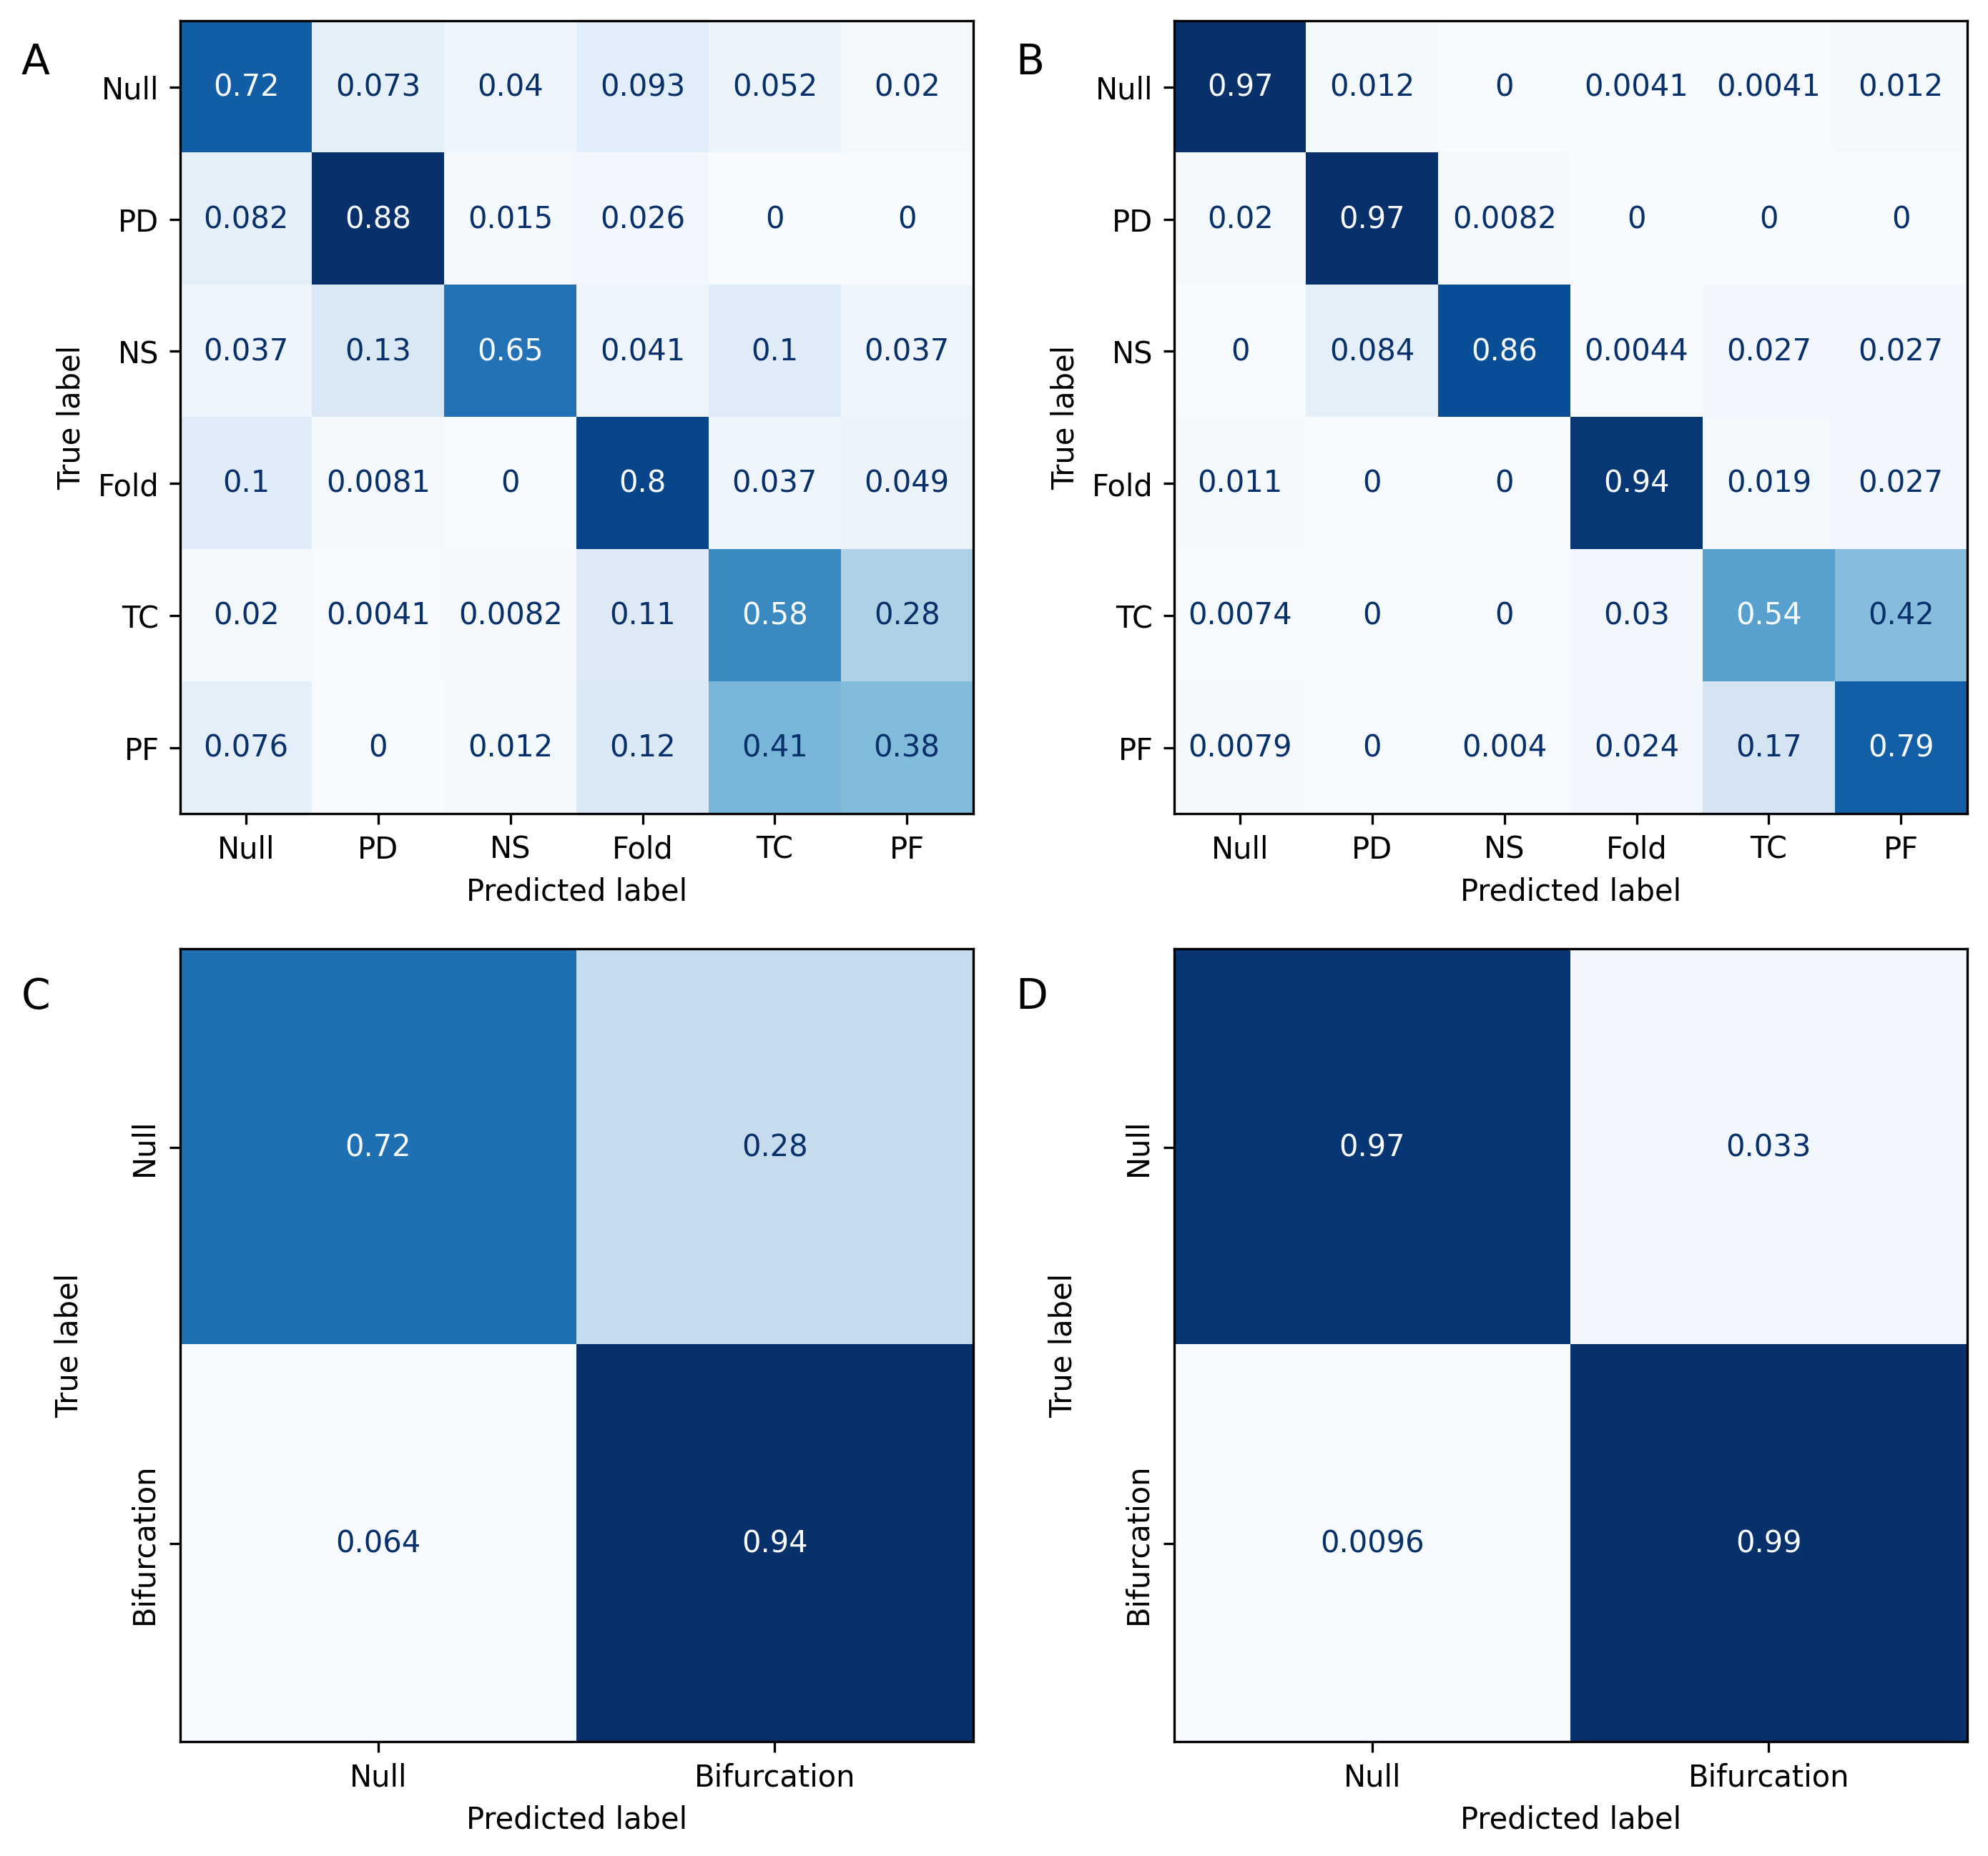 A
True label
Null 0.72 0.073 0.04 0.093 0.052 0.02
PD 0.082 0.88 0.015 0.026 0 0
NS 0.037 0.13 0.65 0.041 0.1 0.037
Fold 0.1 0.0081 0 0.8 0.037 0.049
TC 0.02 0.0041 0.0082 0.11 0.58 0.28
PF 0.076 0 0.012 0.12 0.41 0.38
Null PD NS Fold TC PF
Predicted label
B
True label
Null 0.97 0.012 0 0.0041 0.0041 0.012
PD 0.02 0.97 0.0082 0 0 0
NS 0 0.084 0.86 0.0044 0.027 0.027
Fold 0.011 0 0 0.94 0.019 0.027
TC 0.0074 0 0 0.03 0.54 0.42
PF 0.0079 0 0.004 0.024 0.17 0.79
Null PD NS Fold TC PF
Predicted label
C
True label
Null 0.72 0.28
Bifurcation 0.064 0.94
Null Bifurcation
Predicted label
D
True label
Null 0.97 0.033
Bifurcation 0.0096 0.99
Null Bifurcation
Predicted label